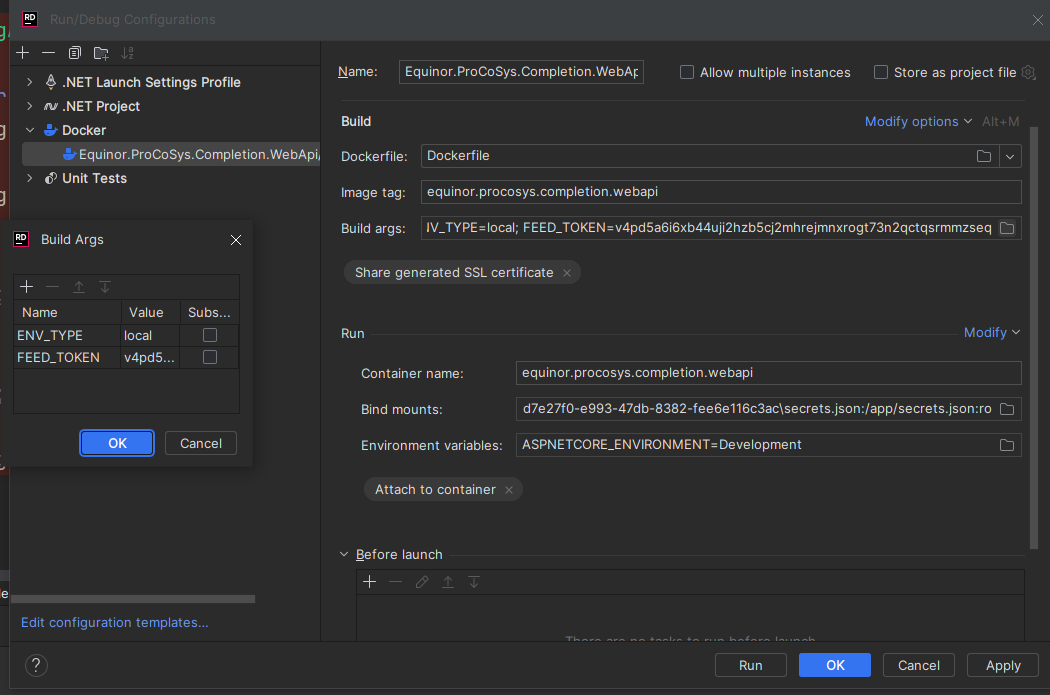 RD Run/Debug Configurations
.NET Launch Settings Profile
.NET Project
Docker
Equinor.ProCoSys.Completion.WebApi/
Unit Tests
RD Build Args
Name Value Subs...
ENV_TYPE local
FEED_TOKEN v4pd5...
OK Cancel
Edit configuration templates...
?
Name: Equinor.ProCoSys.Completion.WebAp Allow multiple instances Store as project file
Build Modify options Alt+M
Dockerfile: Dockerfile
Image tag: equinor.procosys.completion.webapi
Build args: IV_TYPE=local; FEED_TOKEN=v4pd5a6i6xb44uji2hzb5cj2mhrejmnxrogt73n2qctqsrmmzseq
Share generated SSL certificate
Run Modify
Container name: equinor.procosys.completion.webapi
Bind mounts: d7e27f0-e993-47db-8382-fee6e116c3ac\secrets.json:/app/secrets.json:ro
Environment variables: ASPNETCORE_ENVIRONMENT=Development
Attach to container
Before launch
There are no tasks to run before launch
Run OK Cancel Apply